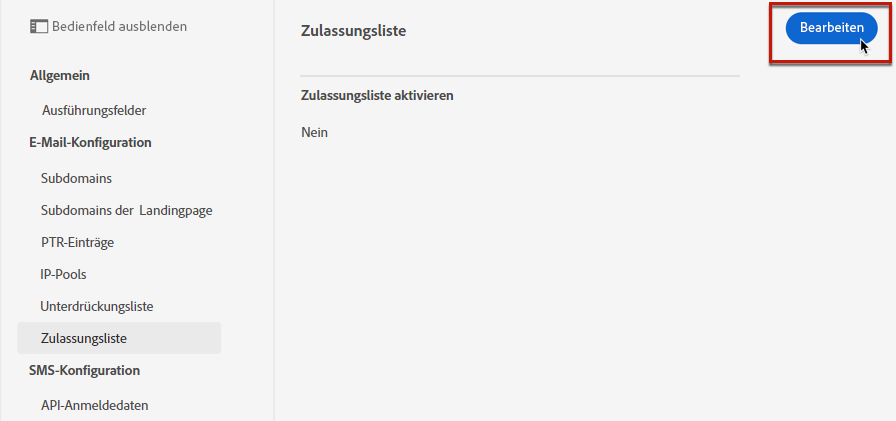 Bedienfeld ausblenden
Allgemein
Ausführungsfelder
E-Mail-Konfiguration
Subdomains
Subdomains der Landingpage
PTR-Einträge
IP-Pools
Unterdrückungsliste
Zulassungsliste
SMS-Konfiguration
API-Anmeldedaten
Zulassungsliste
Bearbeiten
Zulassungsliste aktivieren
Nein